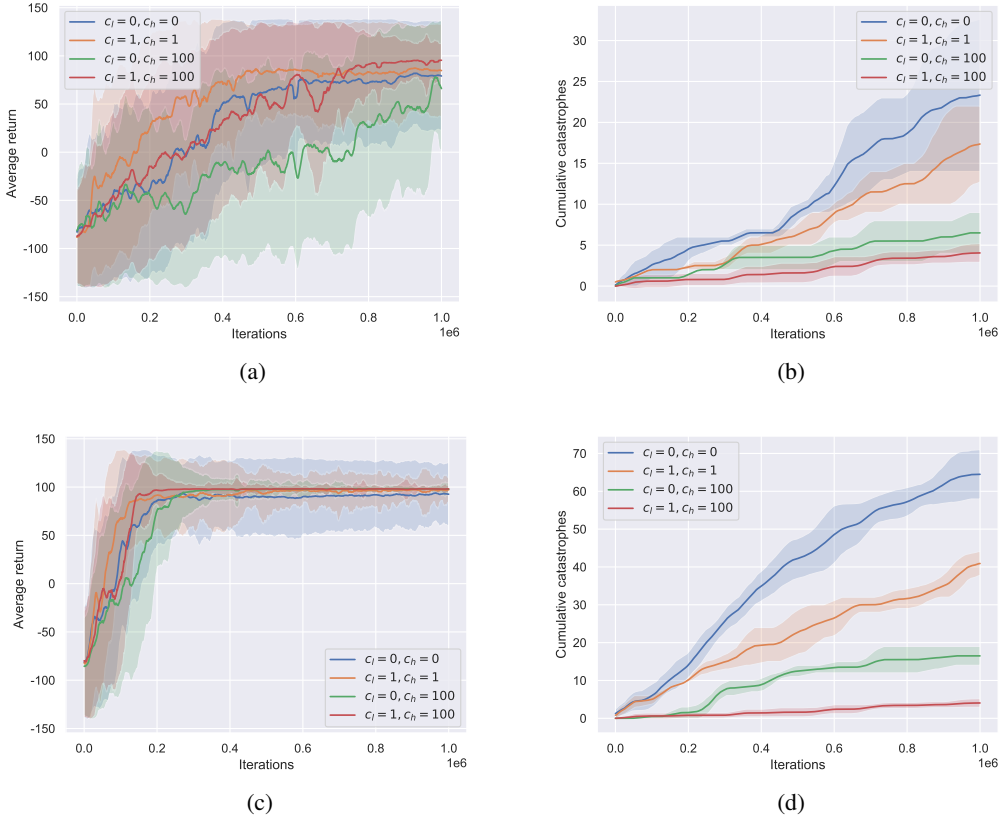 150
100
50
0
-50
-100
-150
Average return
c_l = 0, c_h = 0
c_l = 1, c_h = 1
c_l = 0, c_h = 100
c_l = 1, c_h = 100
0.0 0.2 0.4 0.6 0.8 1.0
Iterations
1e6
(a)
30
25
20
15
10
5
0
Cumulative catastrophes
c_l = 0, c_h = 0
c_l = 1, c_h = 1
c_l = 0, c_h = 100
c_l = 1, c_h = 100
0.0 0.2 0.4 0.6 0.8 1.0
Iterations
1e6
(b)
150
100
50
0
-50
-100
-150
Average return
c_l = 0, c_h = 0
c_l = 1, c_h = 1
c_l = 0, c_h = 100
c_l = 1, c_h = 100
0.0 0.2 0.4 0.6 0.8 1.0
Iterations
1e6
(c)
70
60
50
40
30
20
10
0
Cumulative catastrophes
c_l = 0, c_h = 0
c_l = 1, c_h = 1
c_l = 0, c_h = 100
c_l = 1, c_h = 100
0.0 0.2 0.4 0.6 0.8 1.0
Iterations
1e6
(d)